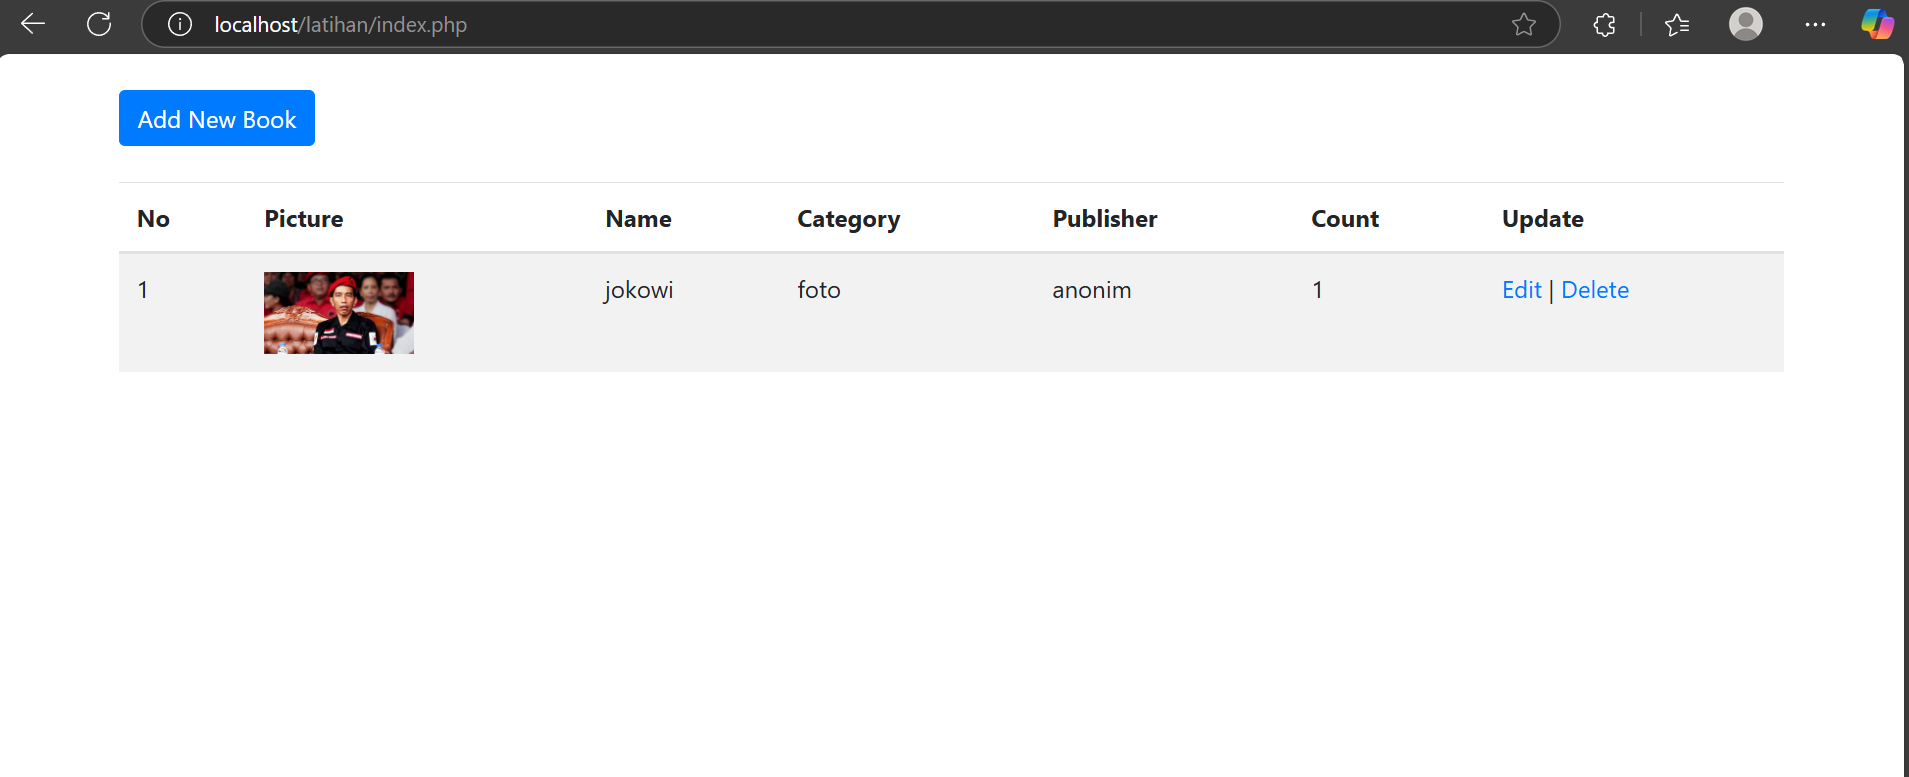 localhost/latihan/index.php
Add New Book
No Picture Name Category Publisher Count Update
1 jokowi foto anonim 1 Edit | Delete